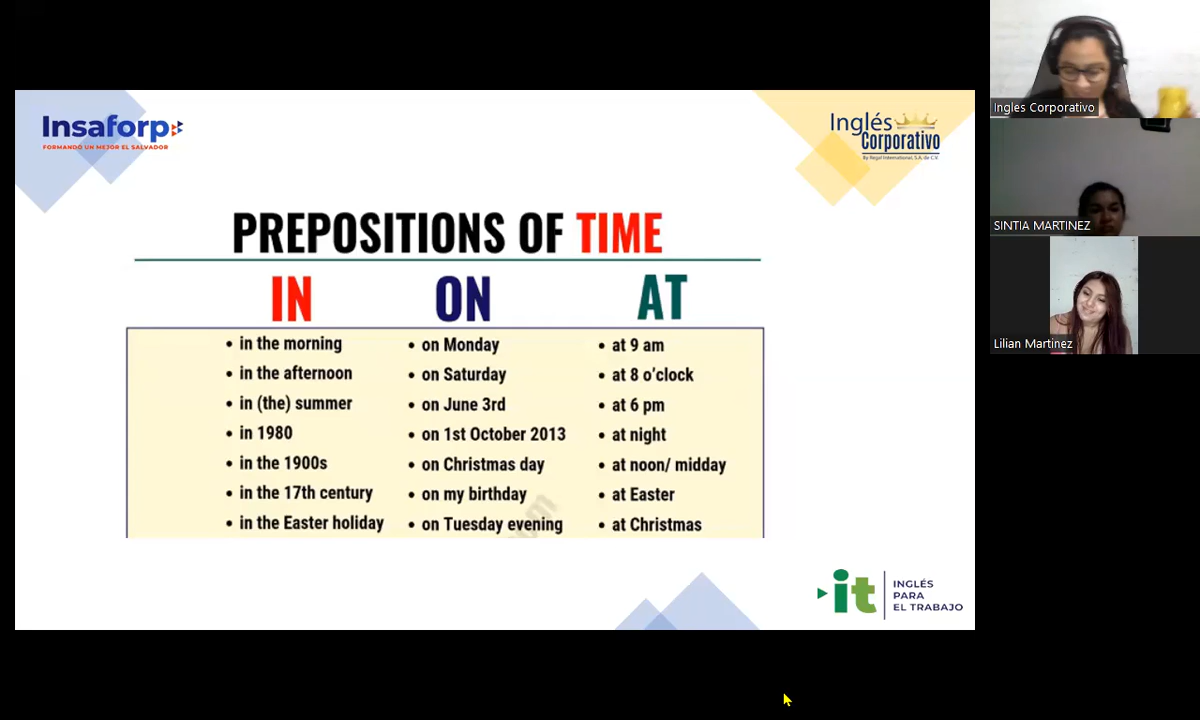 Insaforp
FORMANDO UN MEJOR EL SALVADOR
Inglés
Corporativo
By Regal International, S.A. de C.V.
PREPOSITIONS OF TIME
IN ON AT
• in the morning
• in the afternoon
• in (the) summer
• in 1980
• in the 1900s
• in the 17th century
• in the Easter holiday
• on Monday
• on Saturday
• on June 3rd
• on 1st October 2013
• on Christmas day
• on my birthday
• on Tuesday evening
• at 9 am
• at 8 o'clock
• at 6 pm
• at night
• at noon/ midday
• at Easter
• at Christmas
it
INGLÉS
PARA
EL TRABAJO
Ingles Corporativo
SINTIA MARTINEZ
Lilian Martinez